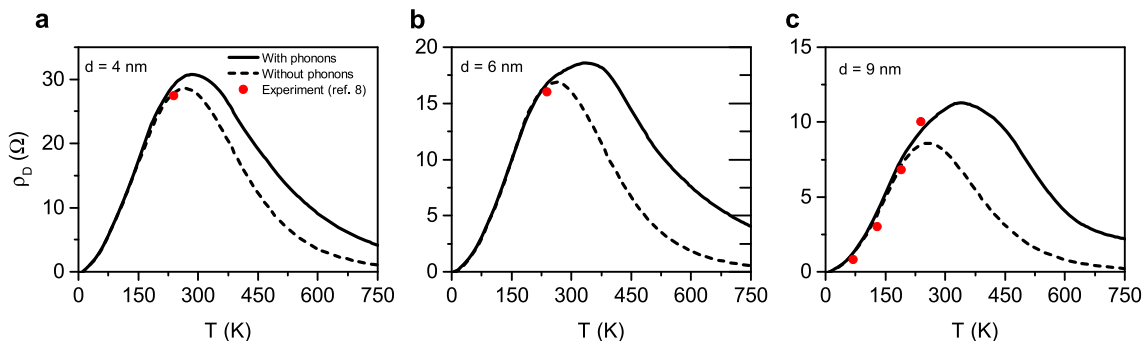 a
d = 4 nm
With phonons
Without phonons
Experiment (ref. 8)
30
20
10
0
0 150 300 450 600 750
ρD (Ω)
T (K)
b
d = 6 nm
20
15
10
5
0
0 150 300 450 600 750
T (K)
c
d = 9 nm
15
10
5
0
0 150 300 450 600 750
T (K)